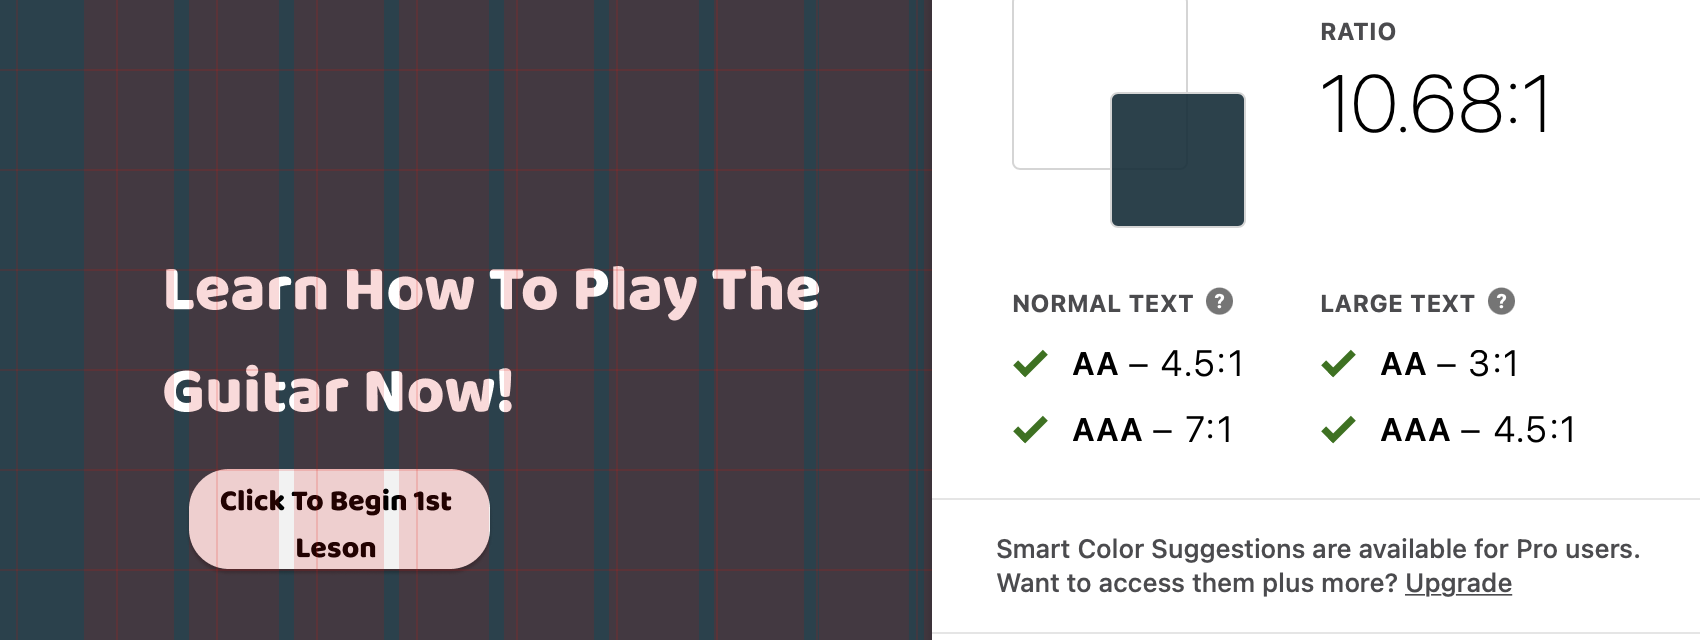 Learn How To Play The
Guitar Now!
Click To Begin 1st
Leson
RATIO
10.68:1
NORMAL TEXT ?
AA – 4.5:1
AAA – 7:1
LARGE TEXT ?
AA – 3:1
AAA – 4.5:1
Smart Color Suggestions are available for Pro users.
Want to access them plus more? Upgrade